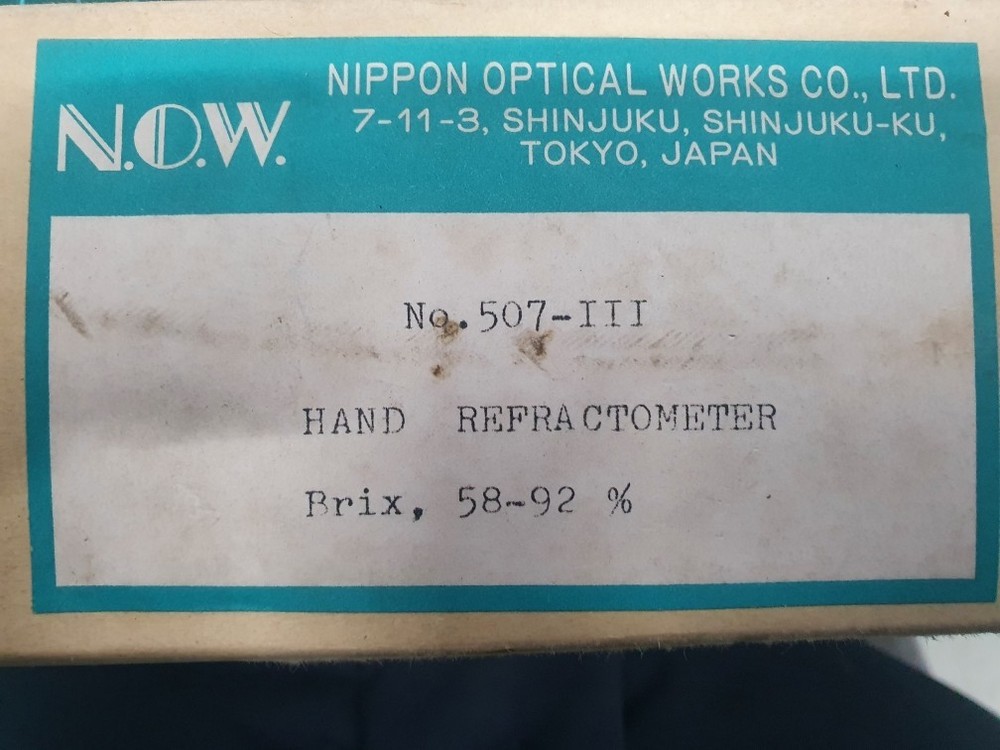 N.O.W.
NIPPON OPTICAL WORKS CO., LTD.
7-11-3, SHINJUKU, SHINJUKU-KU,
TOKYO, JAPAN
No.507-III
HAND REFRACTOMETER
Brix, 58-92 %